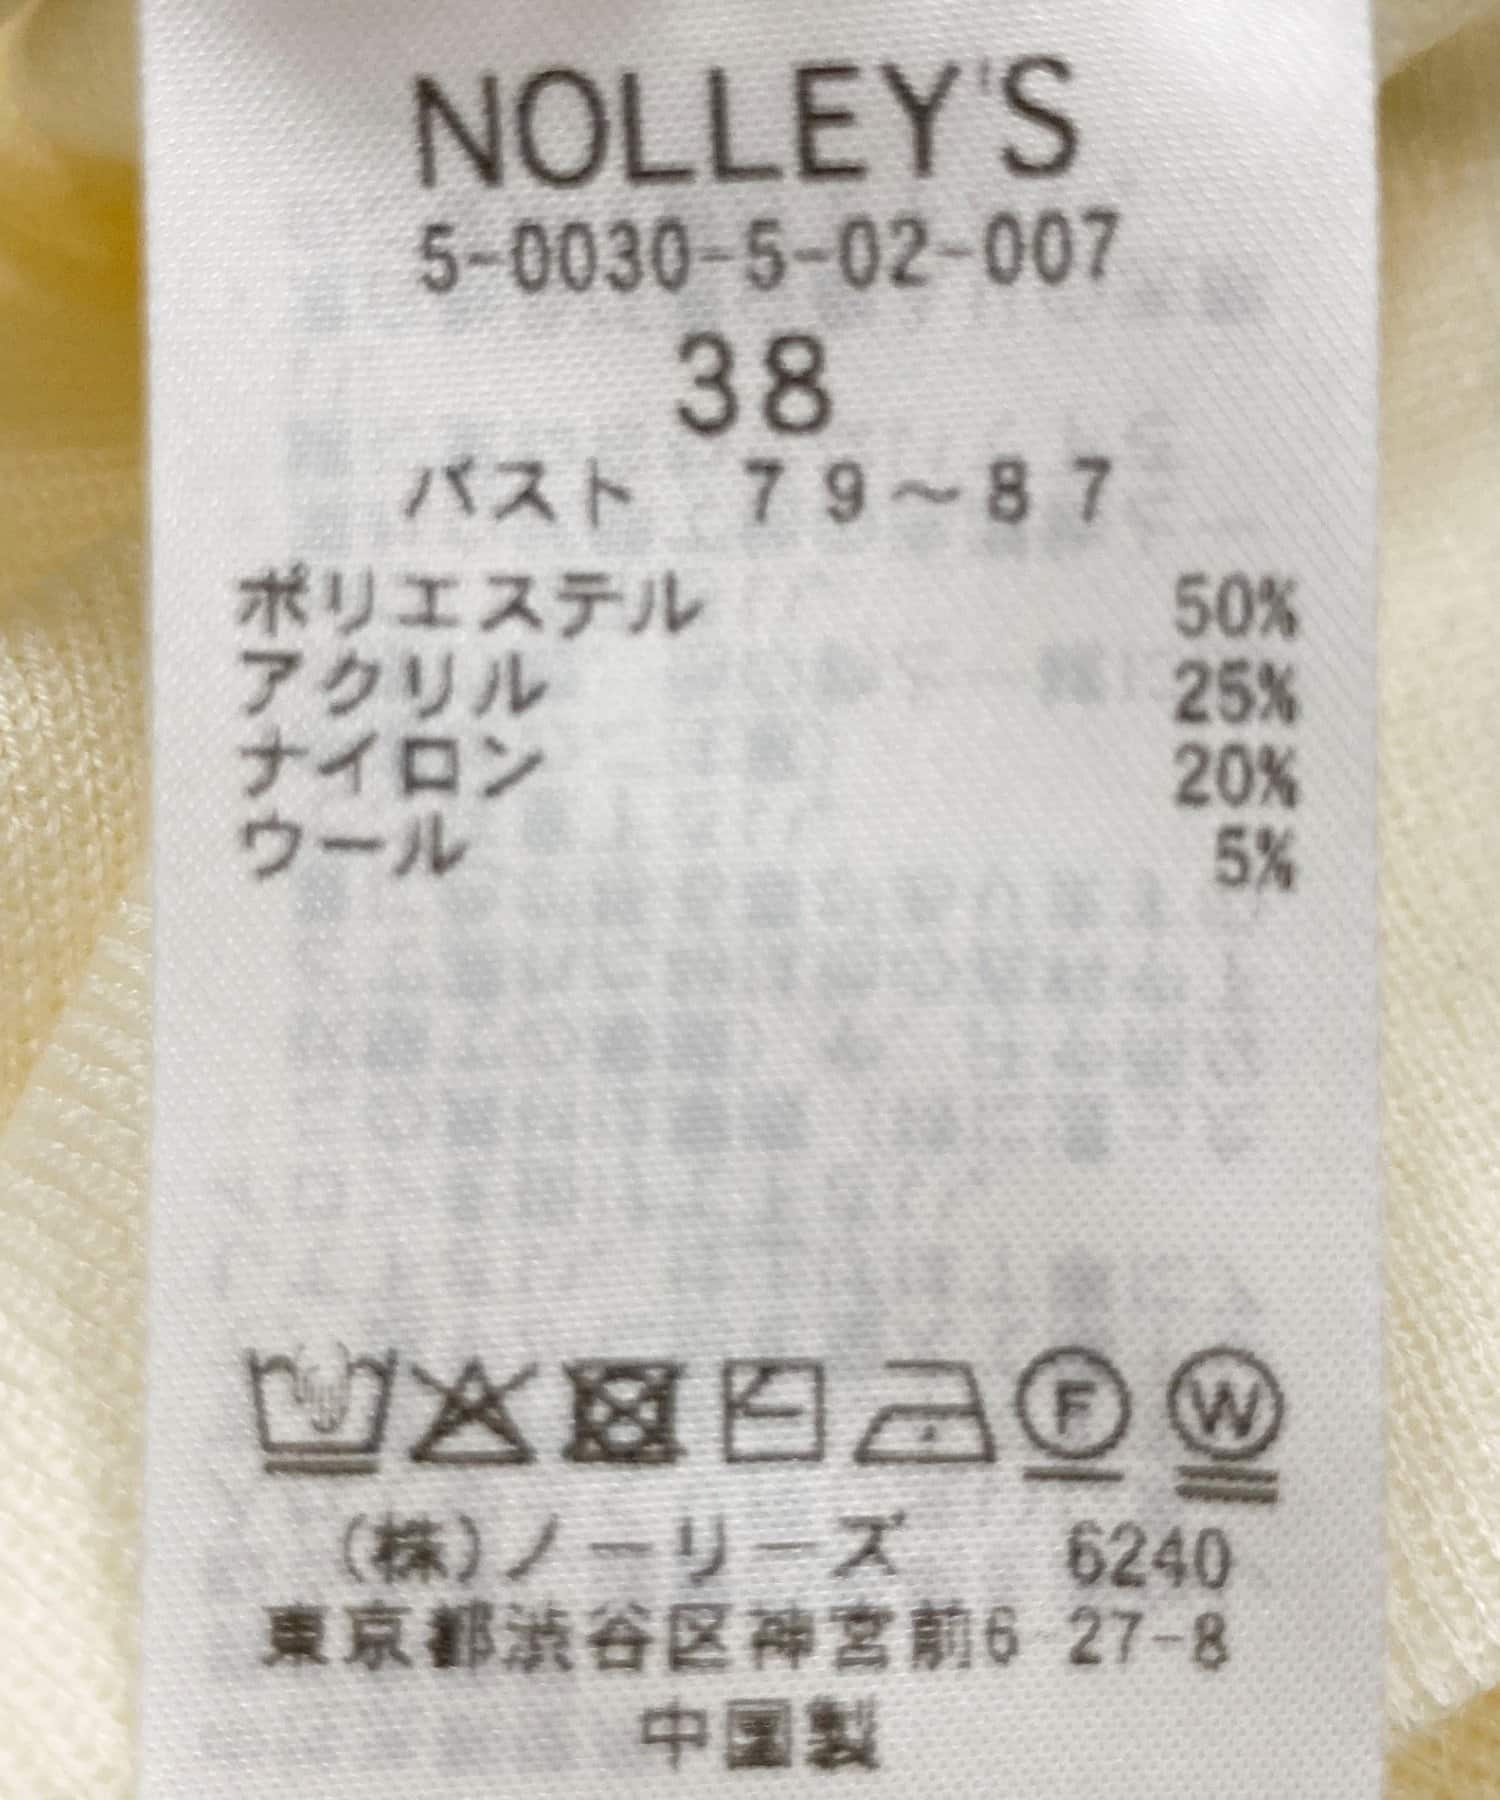 NOLLEY'S
5-0030-5-02-007
38
バスト 79～87
ポリエステル 50%
アクリル 25%
ナイロン 20%
ウール 5%
F W
(株)ノーリーズ 6240
東京都渋谷区神宮前6-27-8
中国製